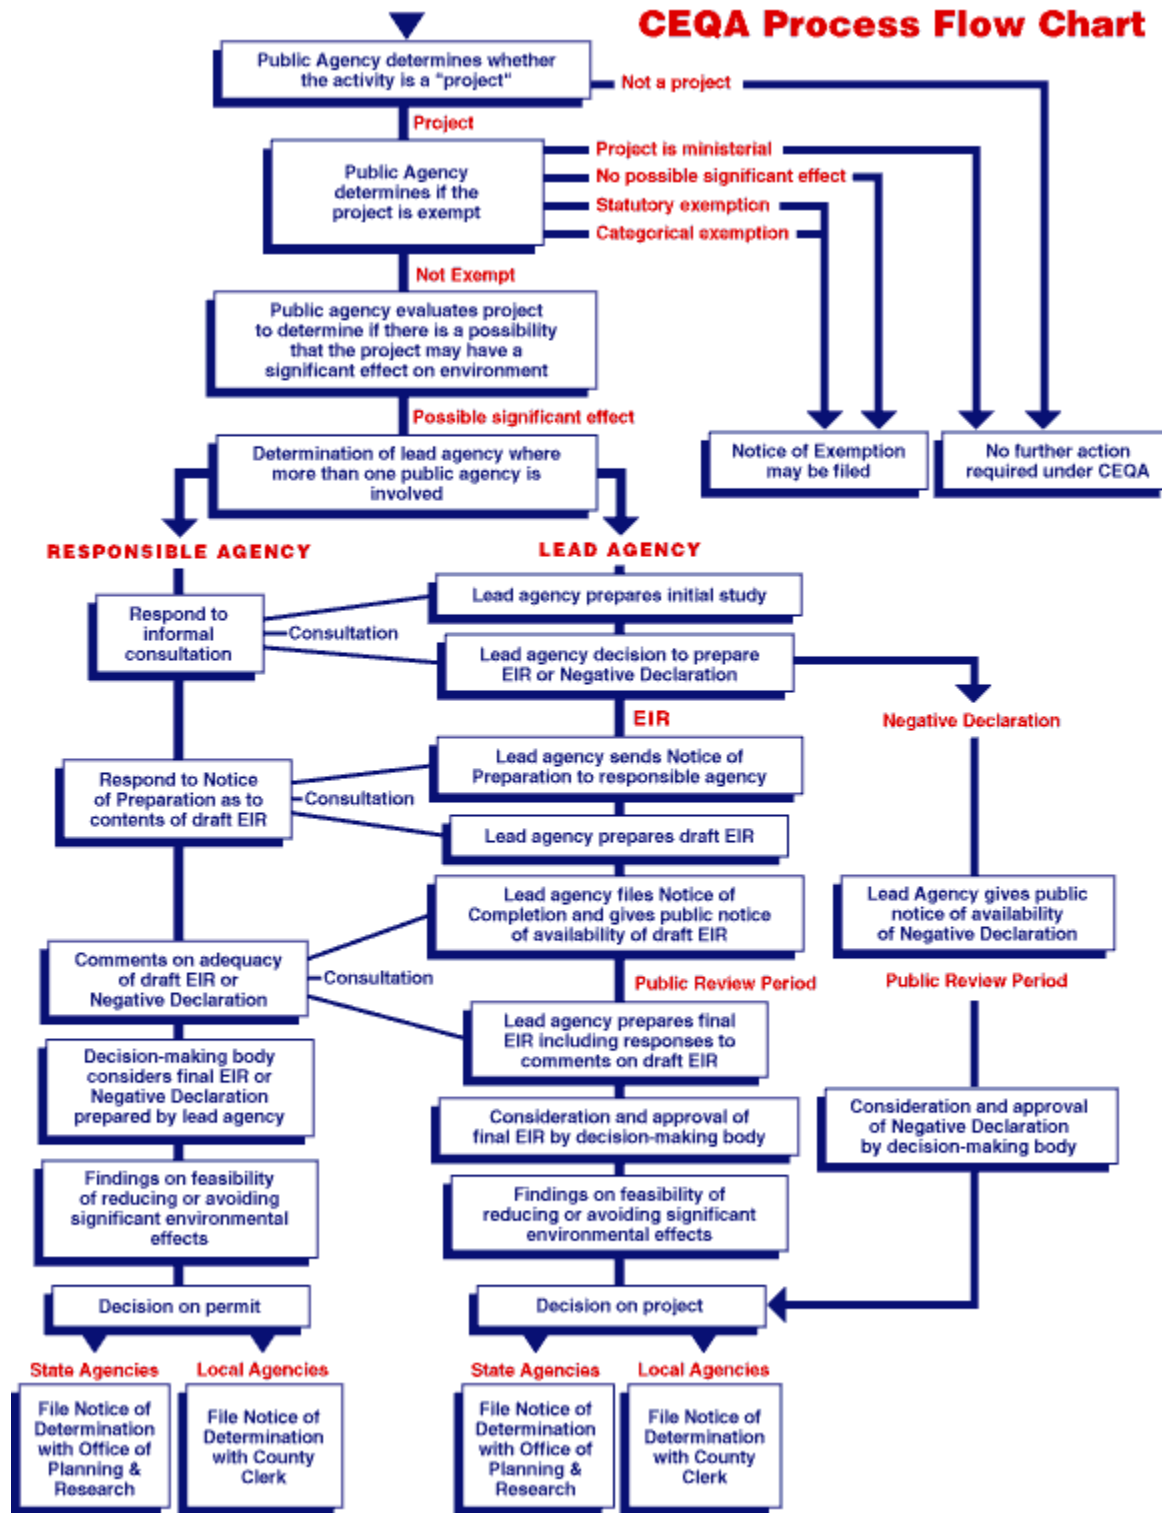 CEQA Process Flow Chart
Public Agency determines whether
the activity is a "project"
Not a project
Project
Public Agency
determines if the
project is exempt
Project is ministerial
No possible significant effect
Statutory exemption
Categorical exemption
Not Exempt
Public agency evaluates project
to determine if there is a possibility
that the project may have a
significant effect on environment
Possible significant effect
Notice of Exemption
may be filed
No further action
required under CEQA
Determination of lead agency where
more than one public agency is
involved
RESPONSIBLE AGENCY
LEAD AGENCY
Respond to
informal
consultation
Consultation
Lead agency prepares initial study
Lead agency decision to prepare
EIR or Negative Declaration
EIR
Negative Declaration
Respond to Notice
of Preparation as to
contents of draft EIR
Consultation
Lead agency sends Notice of
Preparation to responsible agency
Lead agency prepares draft EIR
Lead agency files Notice of
Completion and gives public notice
of availability of draft EIR
Lead Agency gives public
notice of availability
of Negative Declaration
Comments on adequacy
of draft EIR or
Negative Declaration
Consultation
Public Review Period
Public Review Period
Lead agency prepares final
EIR including responses to
comments on draft EIR
Decision-making body
considers final EIR or
Negative Declaration
prepared by lead agency
Consideration and approval of
final EIR by decision-making body
Consideration and approval
of Negative Declaration
by decision-making body
Findings on feasibility
of reducing or avoiding
significant environmental
effects
Findings on feasibility of
reducing or avoiding significant
environmental effects
Decision on permit
Decision on project
State Agencies
Local Agencies
State Agencies
Local Agencies
File Notice of
Determination
with Office of
Planning &
Research
File Notice of
Determination
with County
Clerk
File Notice of
Determination
with Office of
Planning &
Research
File Notice of
Determination
with County
Clerk